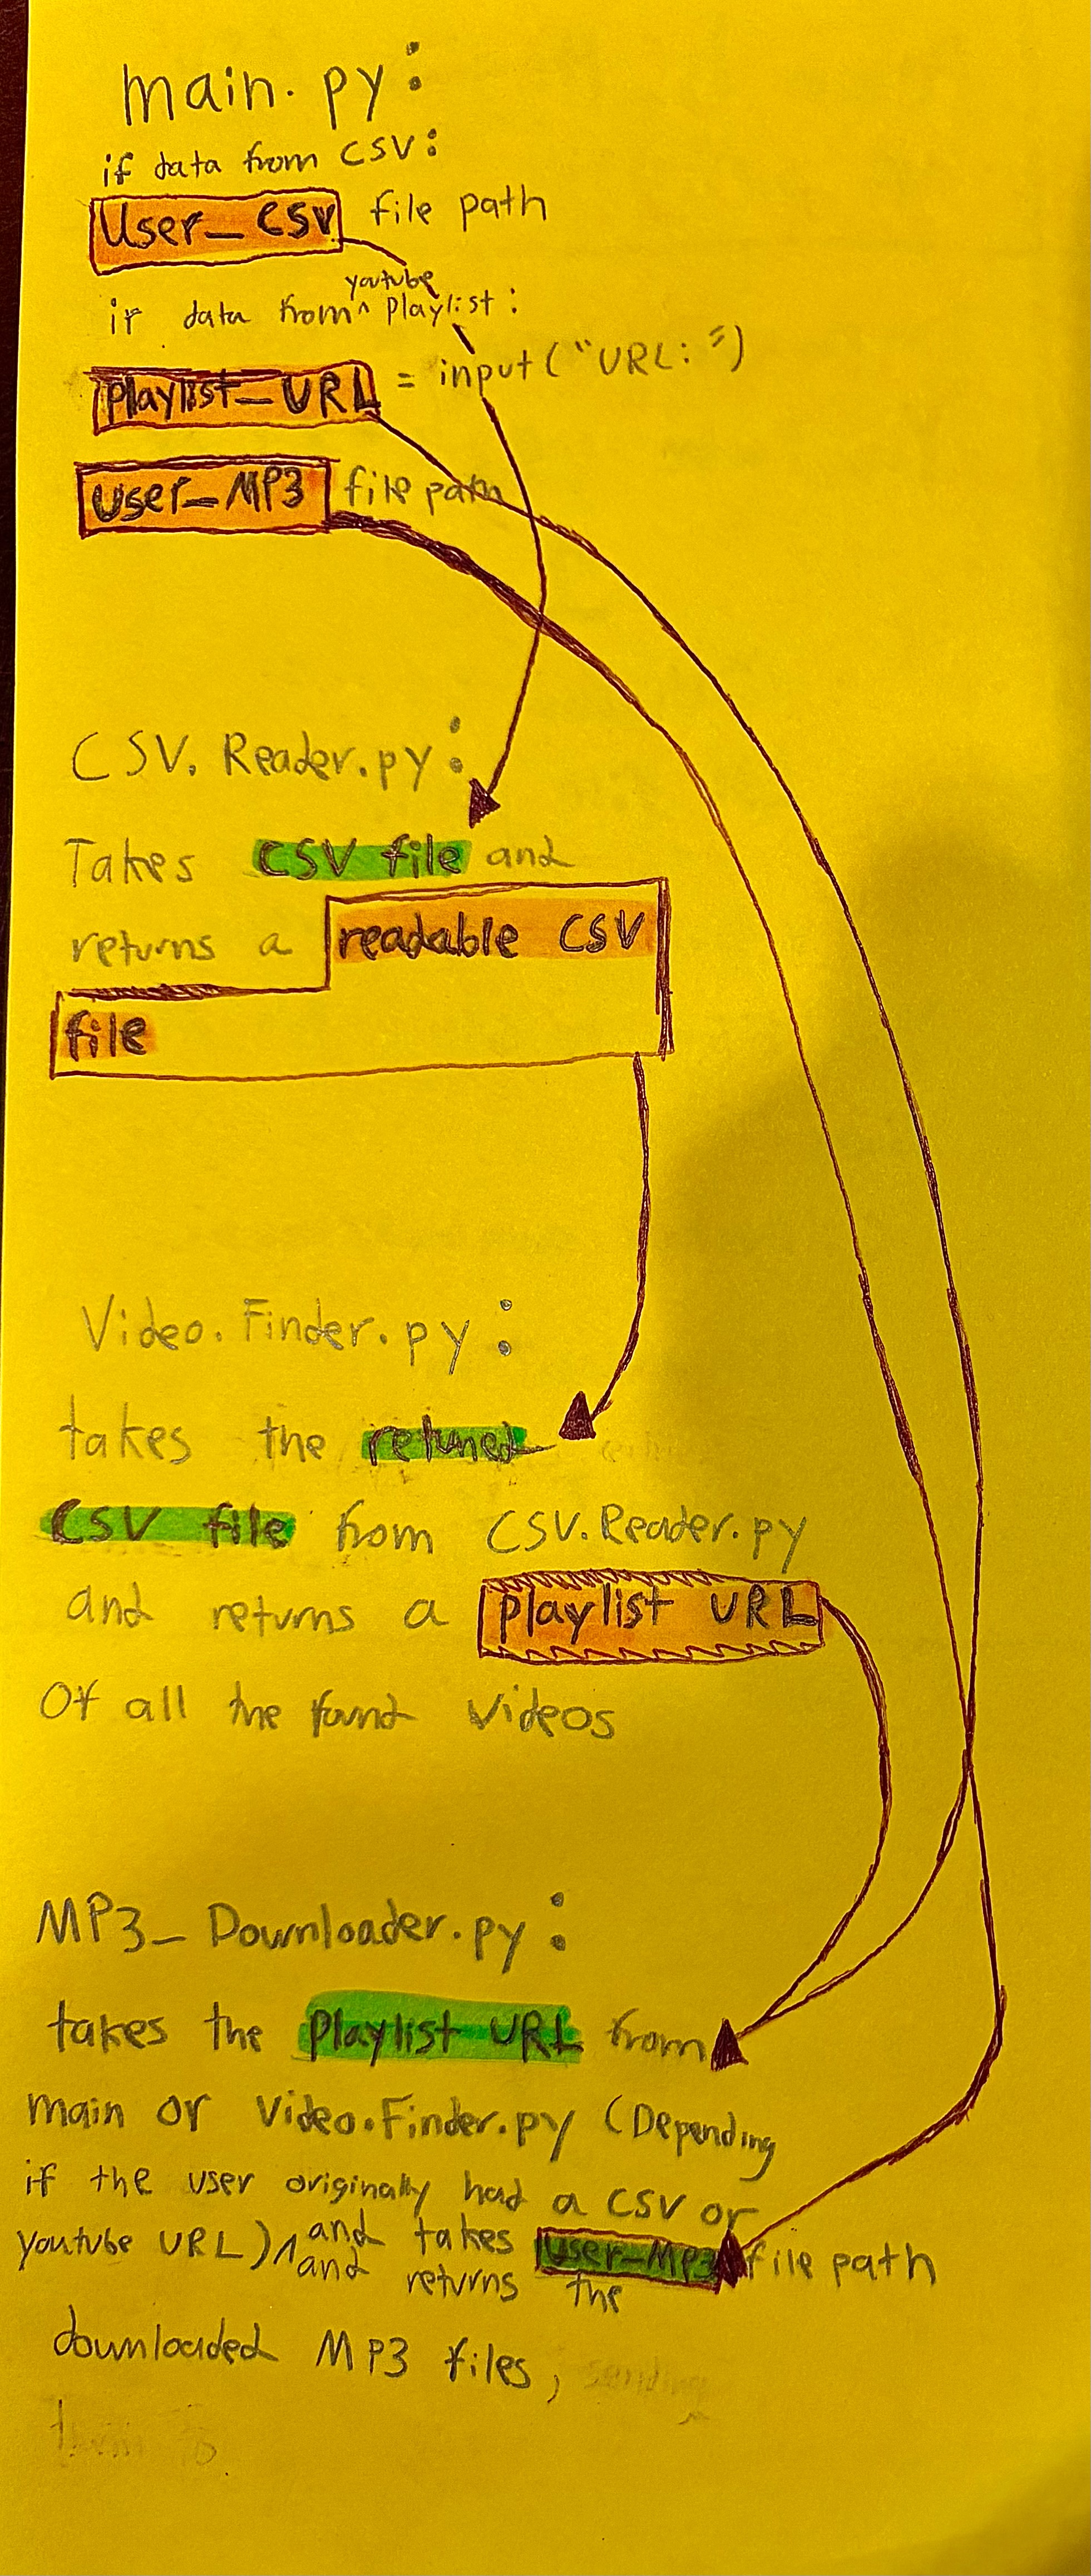 main.py:
if data from CSV:
User_CSV file path
youtube
if data from ^ playlist:
playlist_URL = input("URL:")
user_MP3 file path
CSV.Reader.py:
Takes CSV file and
returns a readable CSV
file
Video.Finder.py:
takes the retuned
CSV file from CSV.Reader.py
and returns a playlist URL
of all the found videos
MP3_Downloader.py:
takes the playlist URL from
main or Video.Finder.py (Depending
if the user originally had a CSV or
youtube URL) ^ and takes user_MP3 file path
and returns the
downloaded MP3 files, sending